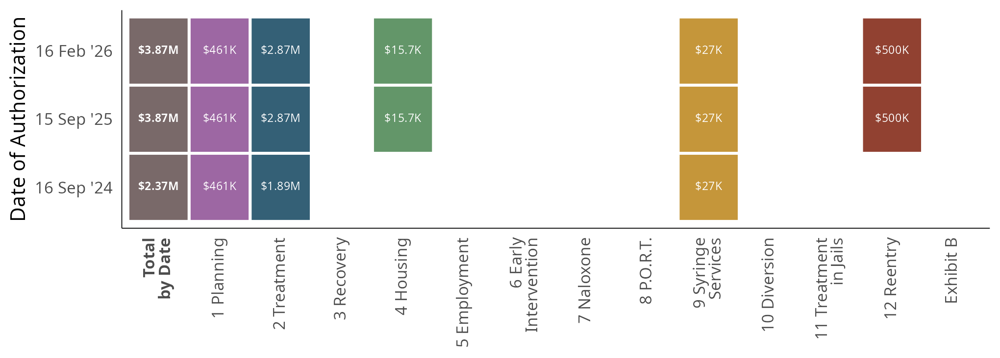 Date of Authorization
16 Feb '26
$3.87M $461K $2.87M $15.7K $27K $500K
15 Sep '25
$3.87M $461K $2.87M $15.7K $27K $500K
16 Sep '24
$2.37M $461K $1.89M $27K
Total
by Date
1 Planning
2 Treatment
3 Recovery
4 Housing
5 Employment
6 Early
Intervention
7 Naloxone
8 P.O.R.T.
9 Syringe
Services
10 Diversion
11 Treatment
in Jails
12 Reentry
Exhibit B